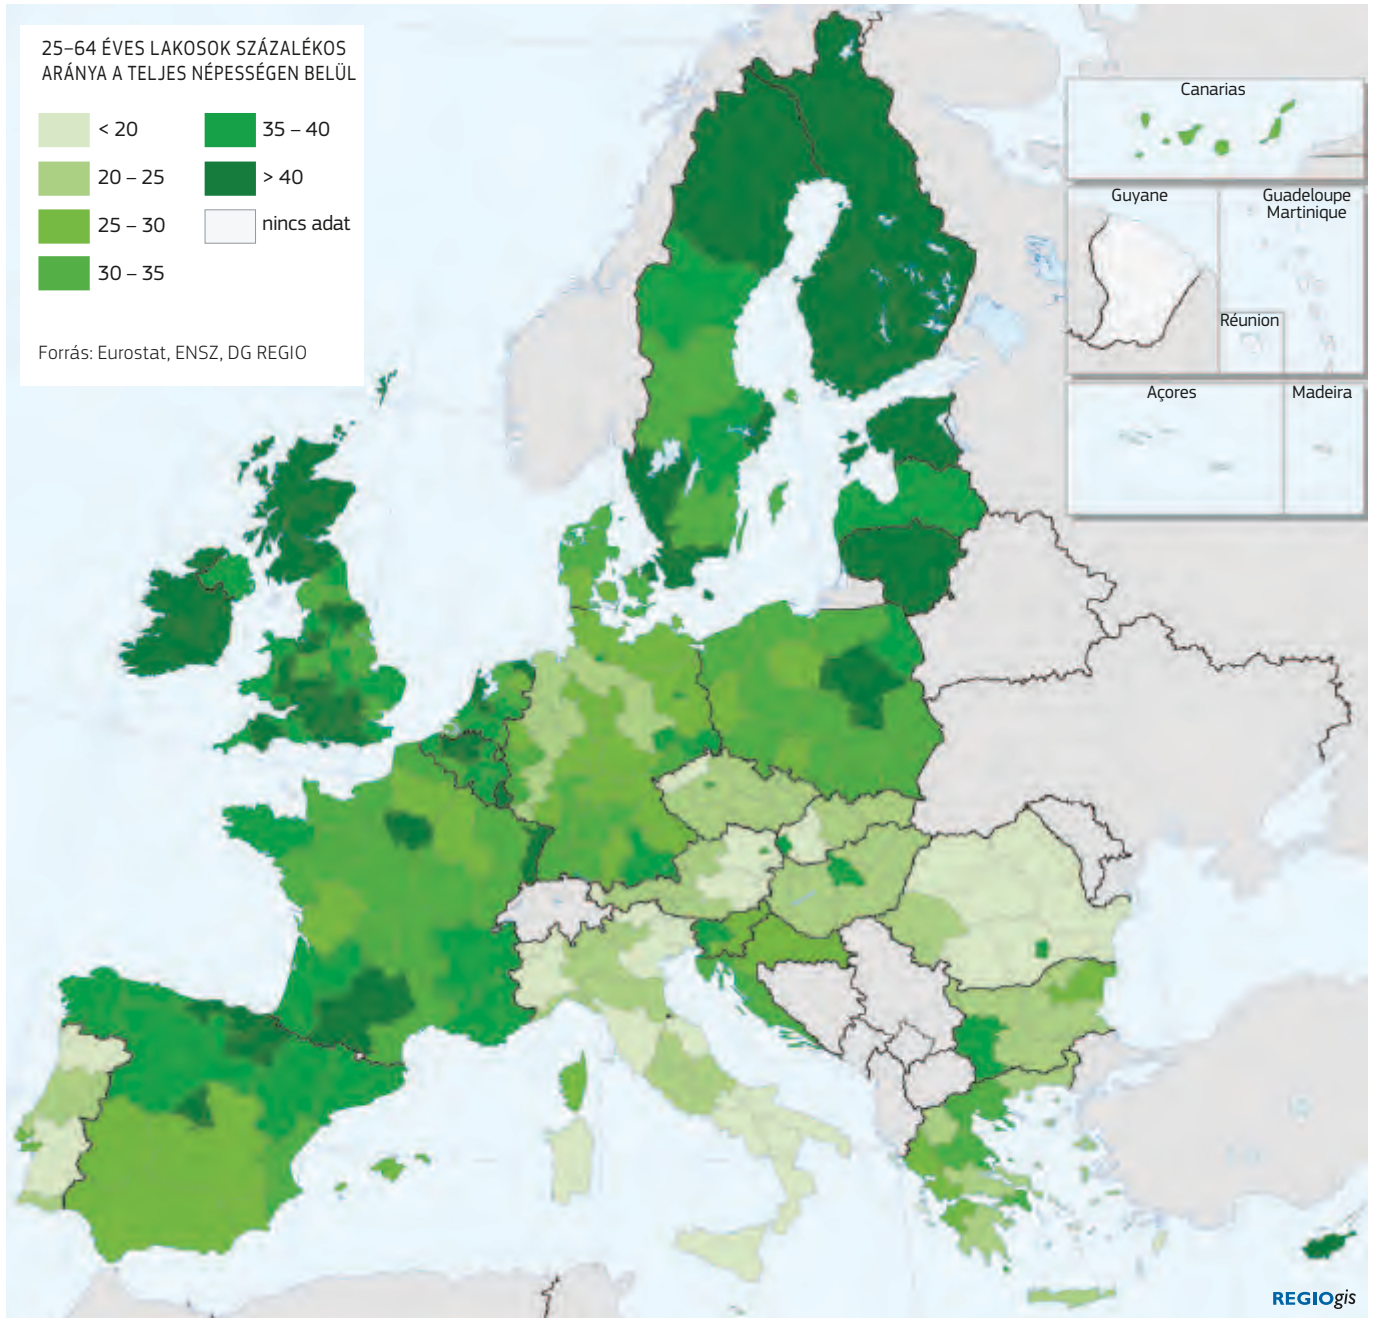 25–64 ÉVES LAKOSOK SZÁZALÉKOS
ARÁNYA A TELJES NÉPESSÉGEN BELÜL
< 20
20 – 25
25 – 30
30 – 35
35 – 40
> 40
nincs adat
Forrás: Eurostat, ENSZ, DG REGIO
Canarias
Guyane
Guadeloupe
Martinique
Réunion
Açores
Madeira
REGIOgis